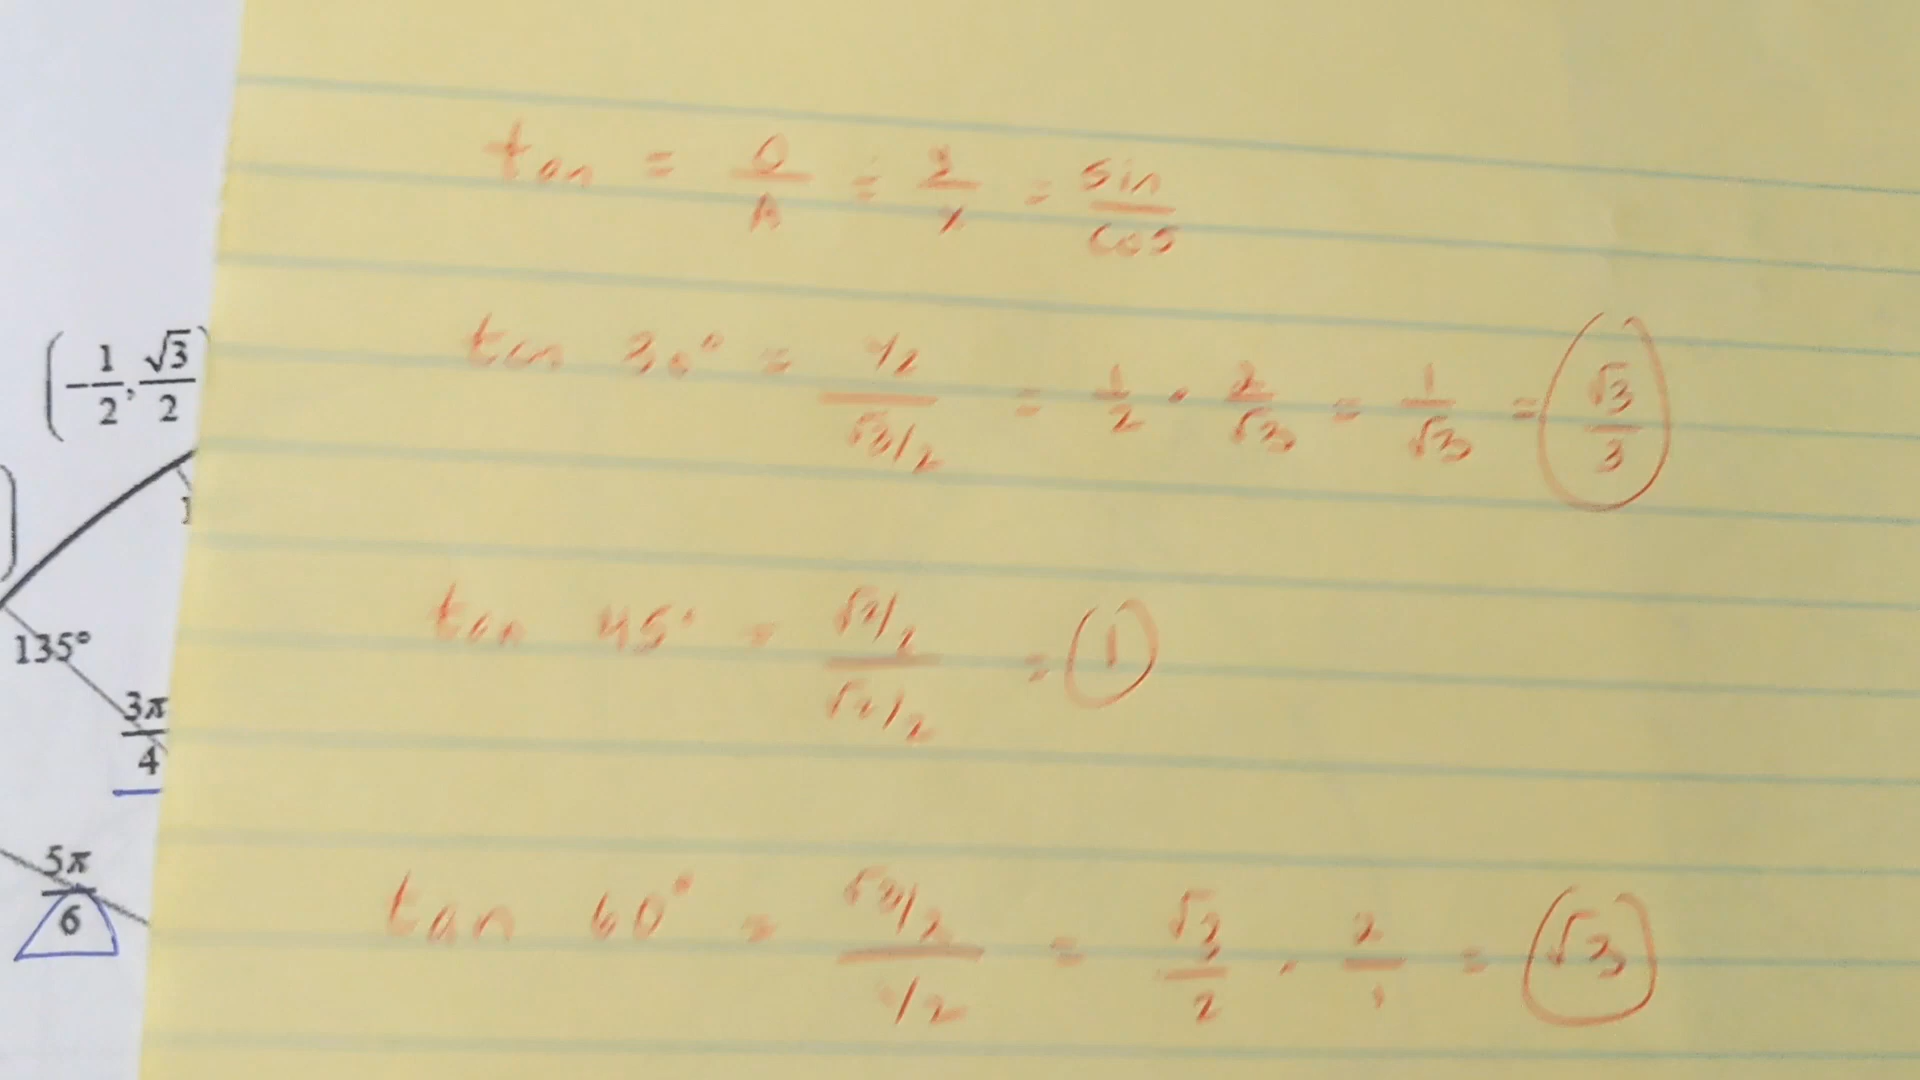 tan = O/A = y/x = sin/cos
tan 30° = (1/2)/(√3/2) = 1/2 · 2/√3 = 1/√3 = √3/3
tan 45° = (√2/2)/(√2/2) = 1
tan 60° = (√3/2)/(1/2) = √3/2 · 2/1 = √3
(-1/2, √3/2)
135°
3π/4
5π/6